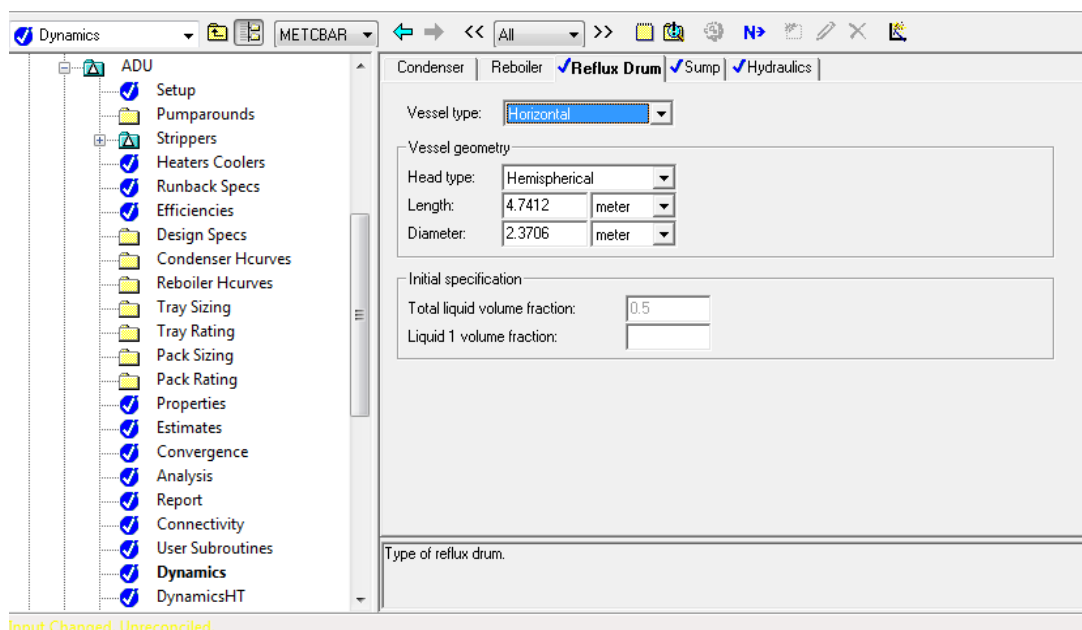 Dynamics METCBAR << All >> N>
ADU
Setup
Pumparounds
Strippers
Heaters Coolers
Runback Specs
Efficiencies
Design Specs
Condenser Hcurves
Reboiler Hcurves
Tray Sizing
Tray Rating
Pack Sizing
Pack Rating
Properties
Estimates
Convergence
Analysis
Report
Connectivity
User Subroutines
Dynamics
DynamicsHT
Condenser Reboiler Reflux Drum Sump Hydraulics
Vessel type: Horizontal
Vessel geometry
Head type: Hemispherical
Length: 4.7412 meter
Diameter: 2.3706 meter
Initial specification
Total liquid volume fraction: 0.5
Liquid 1 volume fraction:
Type of reflux drum.
Input Changed Unreconciled